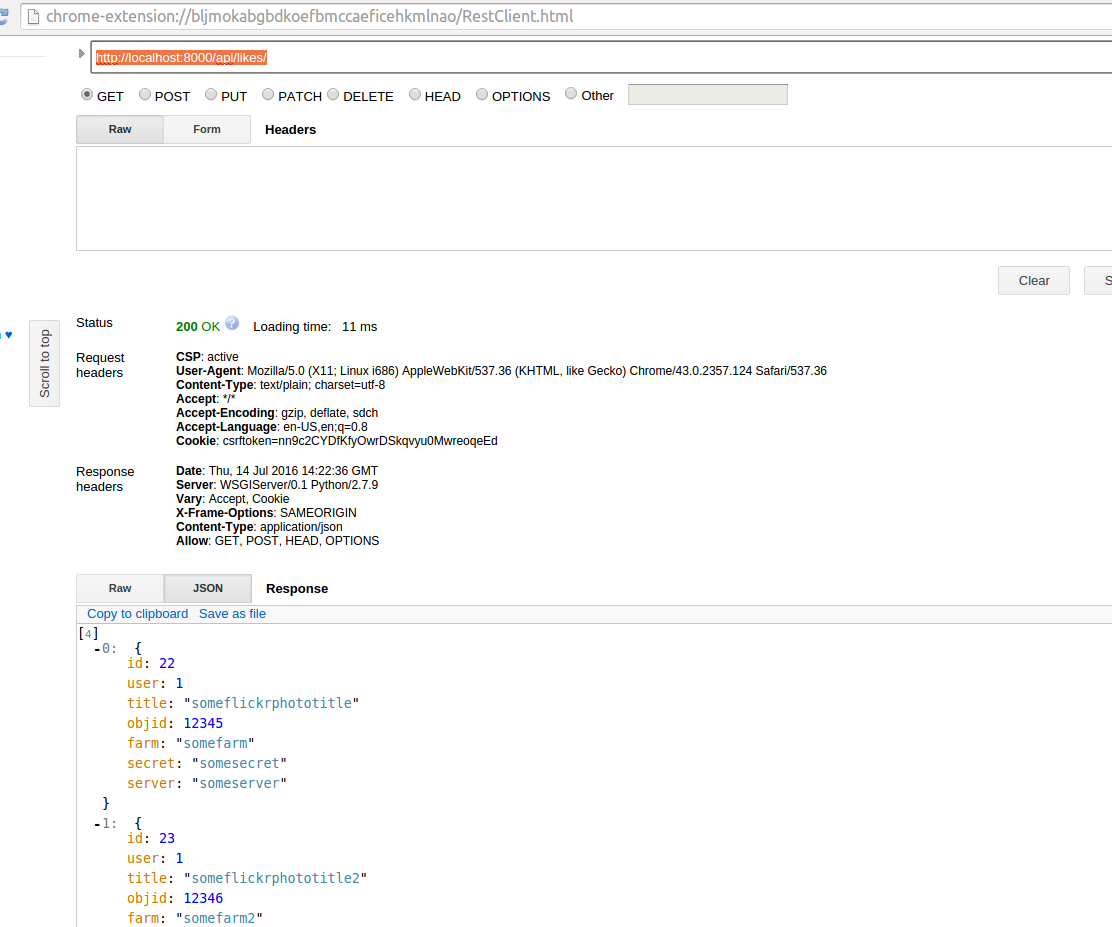 chrome-extension://bljmokabgbdkoefbmccaeficehkmlnao/RestClient.html
http://localhost:8000/api/likes/
GET POST PUT PATCH DELETE HEAD OPTIONS Other
Raw Form Headers
Clear S
Status 200 OK ? Loading time: 11 ms
Scroll to top
Request headers
CSP: active
User-Agent: Mozilla/5.0 (X11; Linux i686) AppleWebKit/537.36 (KHTML, like Gecko) Chrome/43.0.2357.124 Safari/537.36
Content-Type: text/plain; charset=utf-8
Accept: */*
Accept-Encoding: gzip, deflate, sdch
Accept-Language: en-US,en;q=0.8
Cookie: csrftoken=nn9c2CYDfKfyOwrDSkqvyu0MwreoqeEd
Response headers
Date: Thu, 14 Jul 2016 14:22:36 GMT
Server: WSGIServer/0.1 Python/2.7.9
Vary: Accept, Cookie
X-Frame-Options: SAMEORIGIN
Content-Type: application/json
Allow: GET, POST, HEAD, OPTIONS
Raw JSON Response
Copy to clipboard Save as file
[4]
-0: {
id: 22
user: 1
title: "someflickrphototitle"
objid: 12345
farm: "somefarm"
secret: "somesecret"
server: "someserver"
}
-1: {
id: 23
user: 1
title: "someflickrphototitle2"
objid: 12346
farm: "somefarm2"